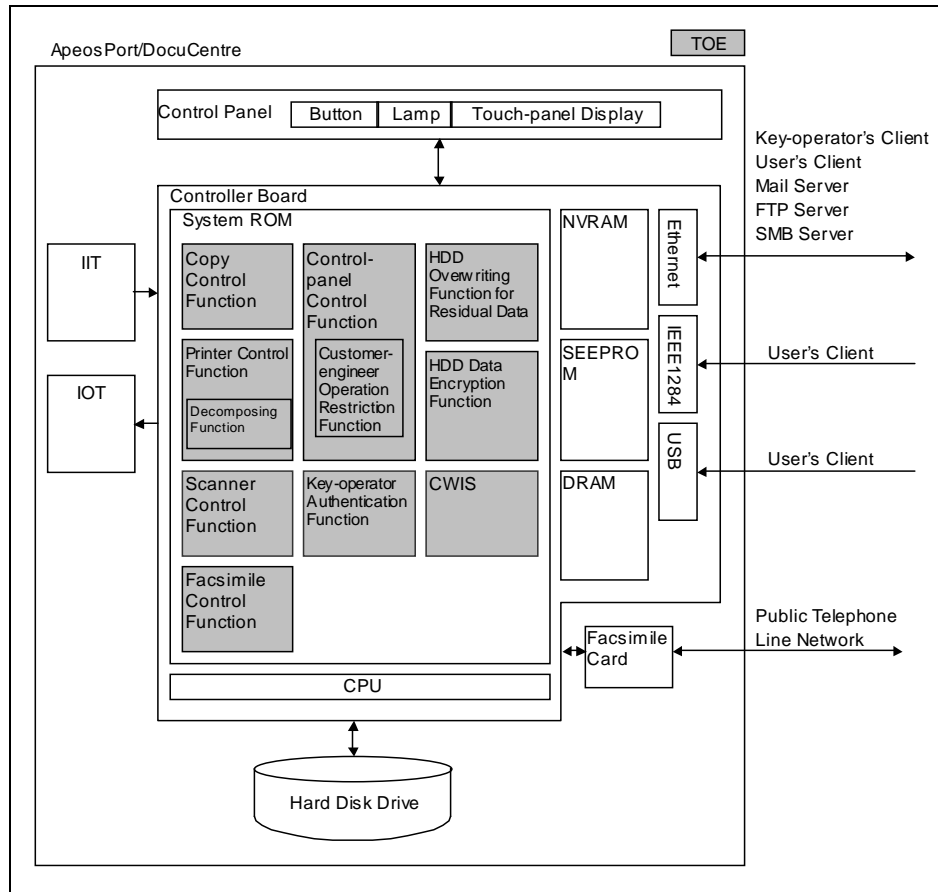 ApeosPort/DocuCentre
TOE
Control Panel
Button
Lamp
Touch-panel Display
Key-operator's Client
User's Client
Mail Server
FTP Server
SMB Server
Controller Board
System ROM
NVRAM
Ethernet
IIT
Copy
Control
Function
Control-
panel
Control
Function
HDD
Overwriting
Function for
Residual Data
Printer Control
Function
Decomposing
Function
Customer-
engineer
Operation
Restriction
Function
HDD Data
Encryption
Function
SEEPRO
M
IEEE1284
User's Client
IOT
USB
User's Client
Scanner
Control
Function
Key-operator
Authentication
Function
CWIS
DRAM
Facsimile
Control
Function
Facsimile
Card
Public Telephone
Line Network
CPU
Hard Disk Drive